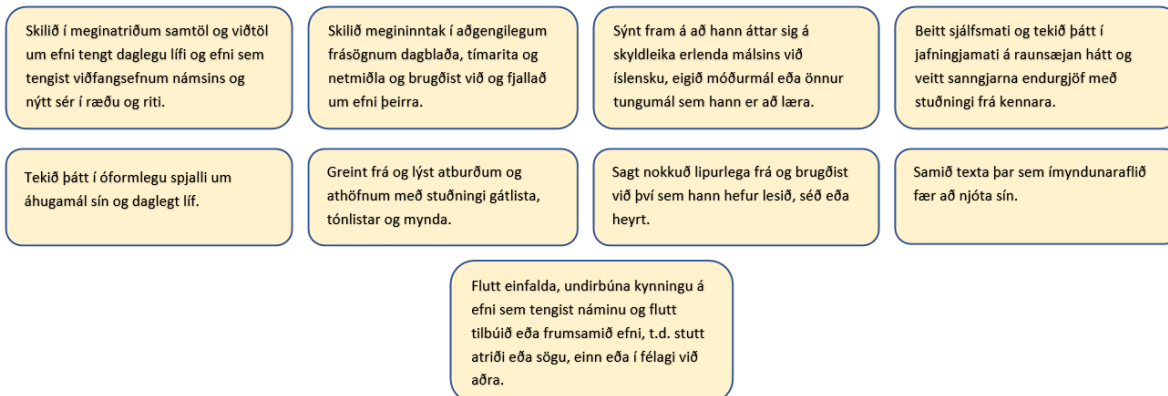 Skilið í meginatriðum samtöl og viðtöl
um efni tengt daglegu lífi og efni sem
tengist viðfangsefnum námsins og
nýtt sér í ræðu og riti.
Skilið megininntak í aðgengilegum
frásögnum dagblaða, tímarita og
netmiðla og brugðist við og fjallað
um efni þeirra.
Sýnt fram á að hann áttar sig á
skyldleika erlenda málsins við
íslensku, eigið móðurmál eða önnur
tungumál sem hann er að læra.
Beitt sjálfsmati og tekið þátt í
jafningjamati á raunsæjan hátt og
veitt sanngjarna endurgjöf með
stuðningi frá kennara.
Tekið þátt í óformlegu spjalli um
áhugamál sín og daglegt líf.
Greint frá og lýst atburðum og
athöfnum með stuðningi gátlista,
tónlistar og mynda.
Sagt nokkuð lipurlega frá og brugðist
við því sem hann hefur lesið, séð eða
heyrt.
Samið texta þar sem ímyndunaraflið
fær að njóta sín.
Flutt einfalda, undirbúna kynningu á
efni sem tengist náminu og flutt
tilbúið eða frumsamið efni, t.d. stutt
atriði eða sögu, einn eða í félagi við
aðra.